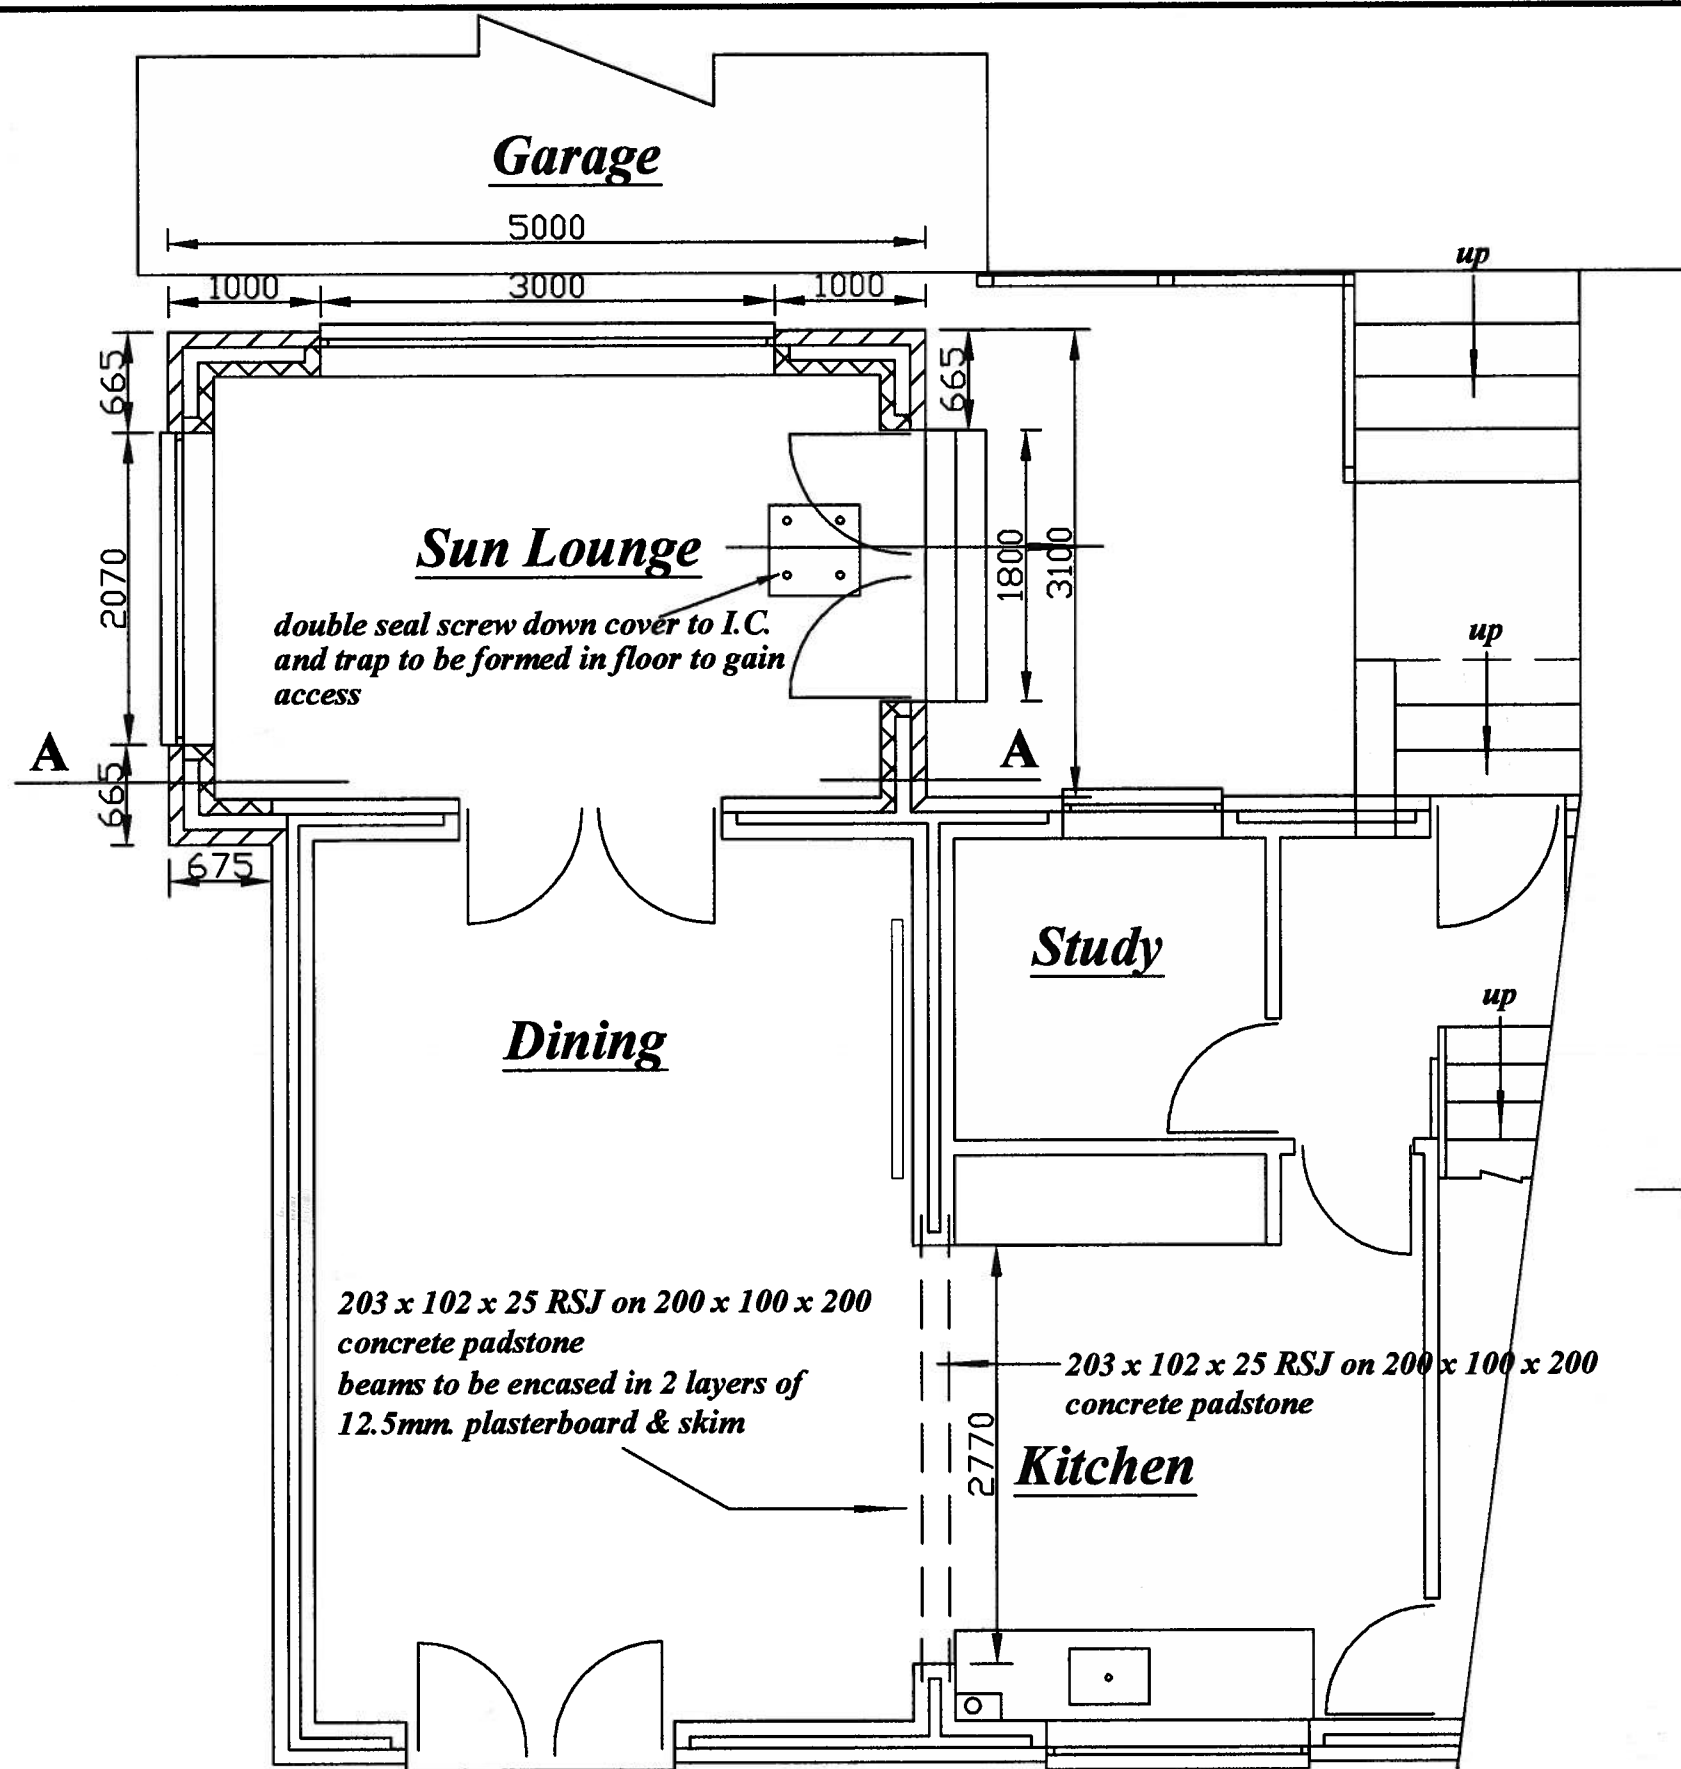 Garage
5000
1000
3000
1000
up
665
665
Sun Lounge
2070
1800
3100
double seal screw down cover to I.C.
and trap to be formed in floor to gain
access
up
A
A
665
675
Study
Dining
up
203 x 102 x 25 RSJ on 200 x 100 x 200
concrete padstone
beams to be encased in 2 layers of
12.5mm. plasterboard & skim
203 x 102 x 25 RSJ on 200 x 100 x 200
concrete padstone
2770
Kitchen